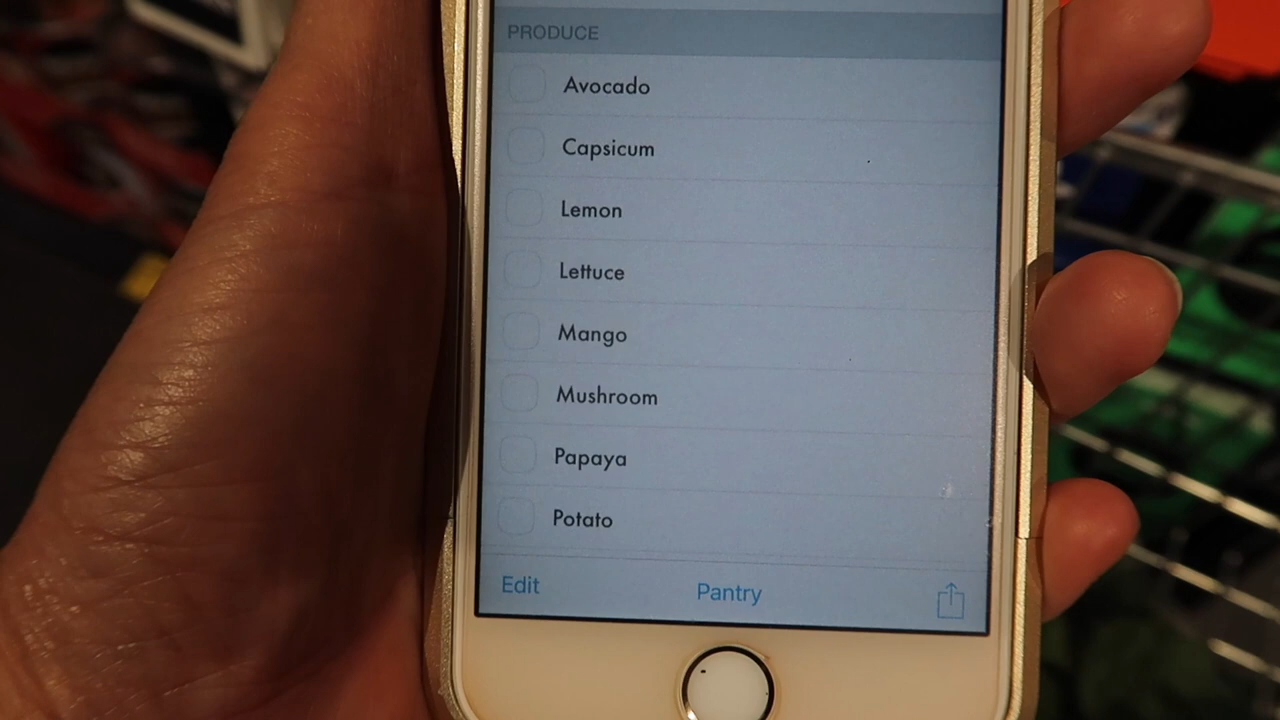 PRODUCE
Avocado
Capsicum
Lemon
Lettuce
Mango
Mushroom
Papaya
Potato
Edit
Pantry